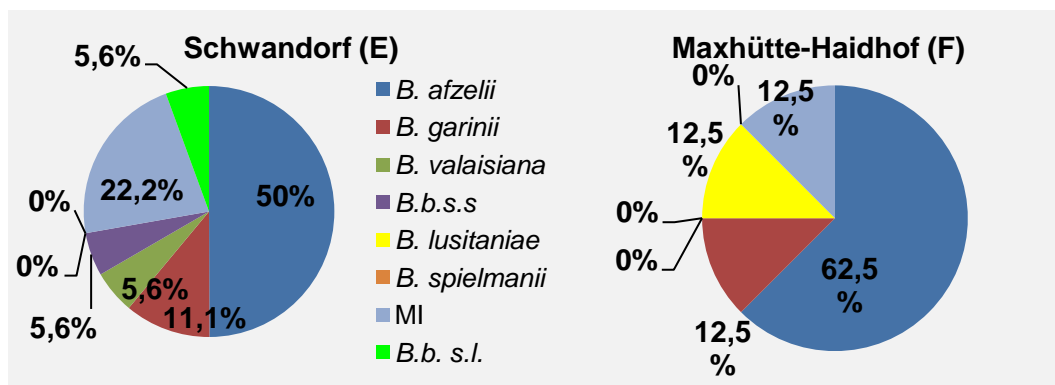 Schwandorf (E)
5,6%
50%
22,2%
0%
0%
5,6%
5,6%
11,1%
B. afzelii
B. garinii
B. valaisiana
B.b.s.s
B. lusitaniae
B. spielmanii
MI
B.b. s.l.
Maxhütte-Haidhof (F)
0%
12,5
%
12,5
%
0%
0%
62,5
%
12,5
%